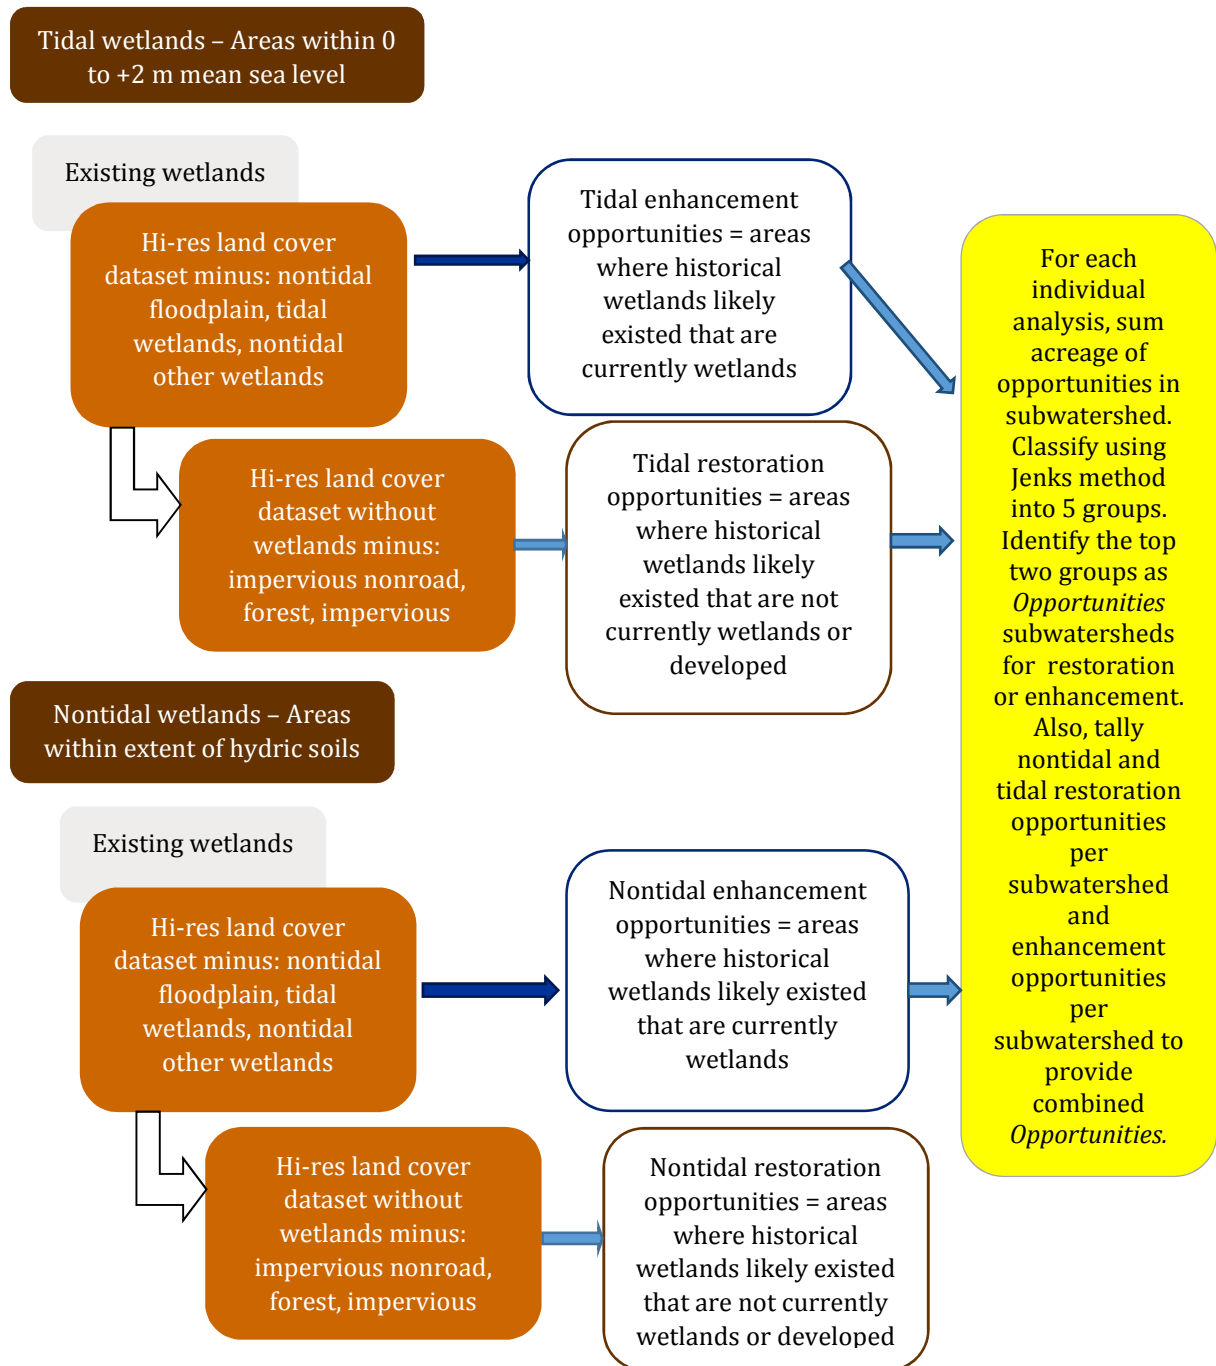 Tidal wetlands – Areas within 0
to +2 m mean sea level
Existing wetlands
Hi-res land cover
dataset minus: nontidal
floodplain, tidal
wetlands, nontidal
other wetlands
Tidal enhancement
opportunities = areas
where historical
wetlands likely
existed that are
currently wetlands
Hi-res land cover
dataset without
wetlands minus:
impervious nonroad,
forest, impervious
Tidal restoration
opportunities = areas
where historical
wetlands likely
existed that are not
currently wetlands or
developed
Nontidal wetlands – Areas
within extent of hydric soils
Existing wetlands
Hi-res land cover
dataset minus: nontidal
floodplain, tidal
wetlands, nontidal
other wetlands
Nontidal enhancement
opportunities = areas
where historical
wetlands likely existed
that are currently
wetlands
Hi-res land cover
dataset without
wetlands minus:
impervious nonroad,
forest, impervious
Nontidal restoration
opportunities = areas
where historical
wetlands likely existed
that are not currently
wetlands or developed
For each
individual
analysis, sum
acreage of
opportunities in
subwatershed.
Classify using
Jenks method
into 5 groups.
Identify the top
two groups as
Opportunities
subwatersheds
for restoration
or enhancement.
Also, tally
nontidal and
tidal restoration
opportunities
per
subwatershed
and
enhancement
opportunities
per
subwatershed to
provide
combined
Opportunities.